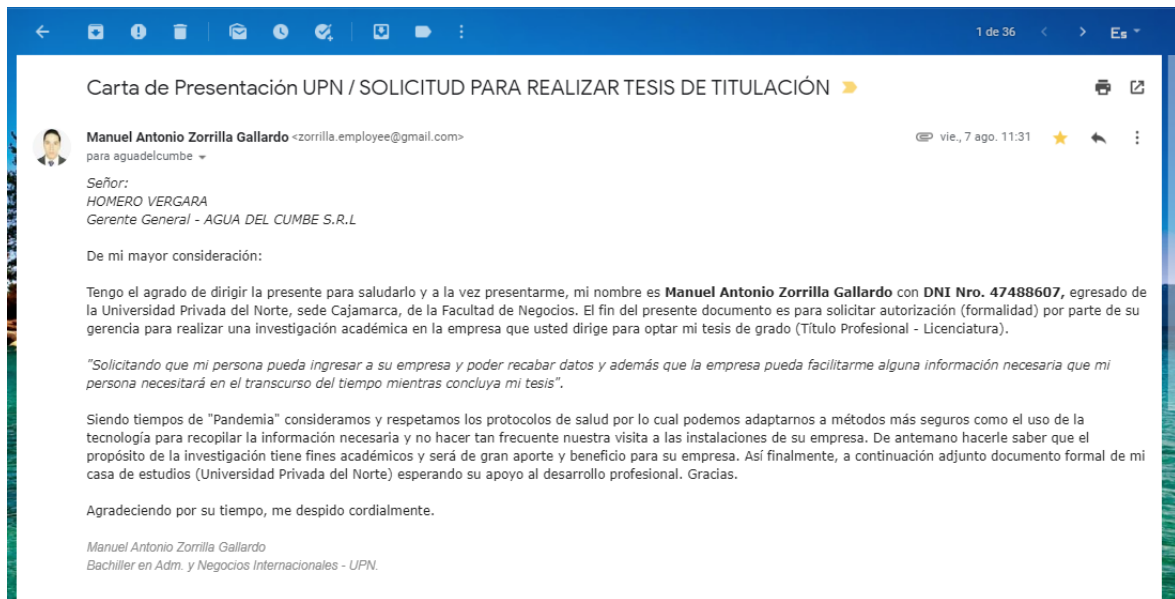 1 de 36
Es
Carta de Presentación UPN / SOLICITUD PARA REALIZAR TESIS DE TITULACIÓN
Manuel Antonio Zorrilla Gallardo <zorrilla.employee@gmail.com>
vie., 7 ago. 11:31
para aguadelcumbe
Señor:
HOMERO VERGARA
Gerente General - AGUA DEL CUMBE S.R.L
De mi mayor consideración:
Tengo el agrado de dirigir la presente para saludarlo y a la vez presentarme, mi nombre es Manuel Antonio Zorrilla Gallardo con DNI Nro. 47488607, egresado de
la Universidad Privada del Norte, sede Cajamarca, de la Facultad de Negocios. El fin del presente documento es para solicitar autorización (formalidad) por parte de su
gerencia para realizar una investigación académica en la empresa que usted dirige para optar mi tesis de grado (Título Profesional - Licenciatura).
"Solicitando que mi persona pueda ingresar a su empresa y poder recabar datos y además que la empresa pueda facilitarme alguna información necesaria que mi
persona necesitará en el transcurso del tiempo mientras concluya mi tesis".
Siendo tiempos de "Pandemia" consideramos y respetamos los protocolos de salud por lo cual podemos adaptarnos a métodos más seguros como el uso de la
tecnología para recopilar la información necesaria y no hacer tan frecuente nuestra visita a las instalaciones de su empresa. De antemano hacerle saber que el
propósito de la investigación tiene fines académicos y será de gran aporte y beneficio para su empresa. Así finalmente, a continuación adjunto documento formal de mi
casa de estudios (Universidad Privada del Norte) esperando su apoyo al desarrollo profesional. Gracias.
Agradeciendo por su tiempo, me despido cordialmente.
Manuel Antonio Zorrilla Gallardo
Bachiller en Adm. y Negocios Internacionales - UPN.